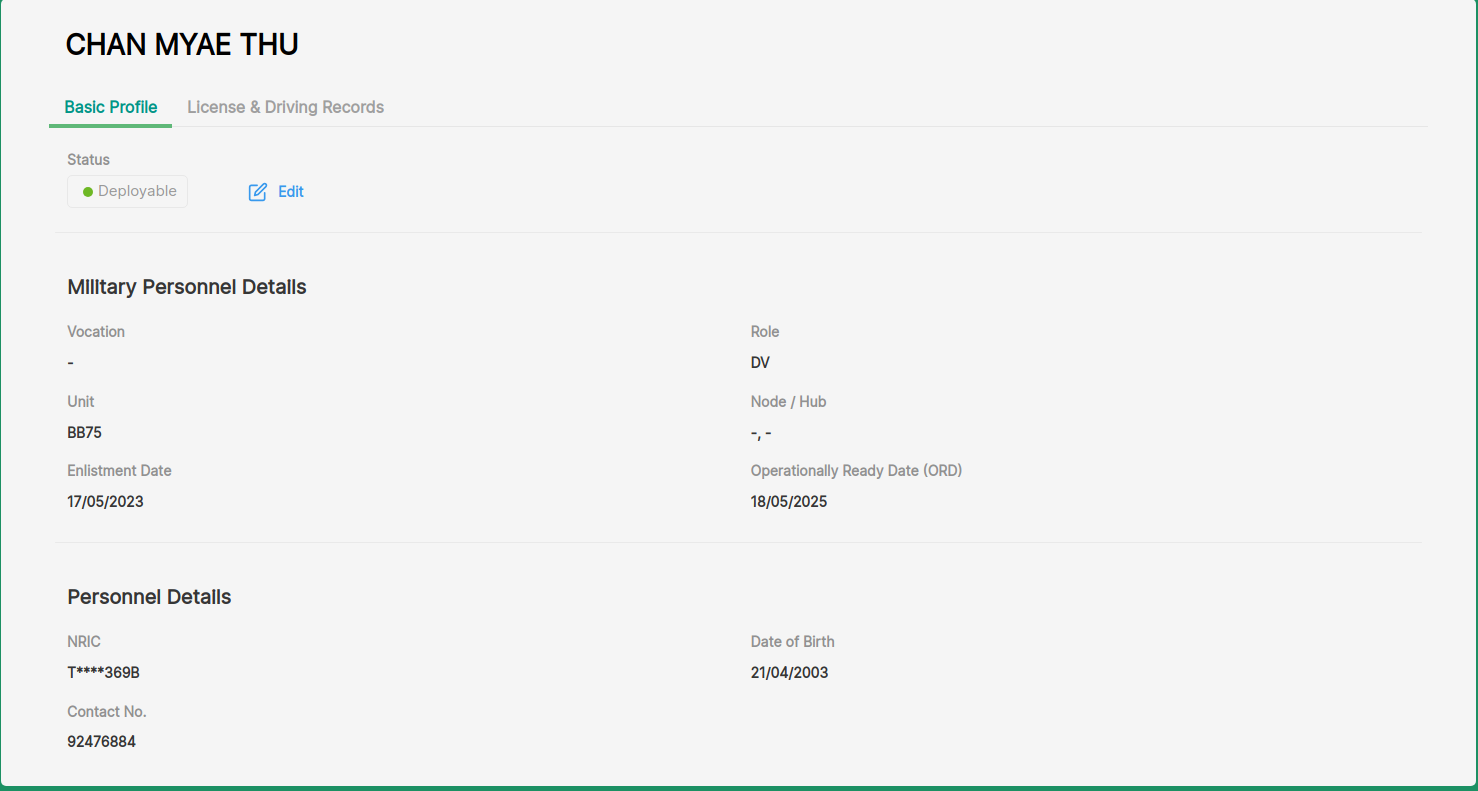 CHAN MYAE THU
Basic Profile License & Driving Records
Status
Deployable Edit
Military Personnel Details
Vocation Role
- DV
Unit Node / Hub
BB75 -, -
Enlistment Date Operationally Ready Date (ORD)
17/05/2023 18/05/2025
Personnel Details
NRIC Date of Birth
T****369B 21/04/2003
Contact No.
92476884